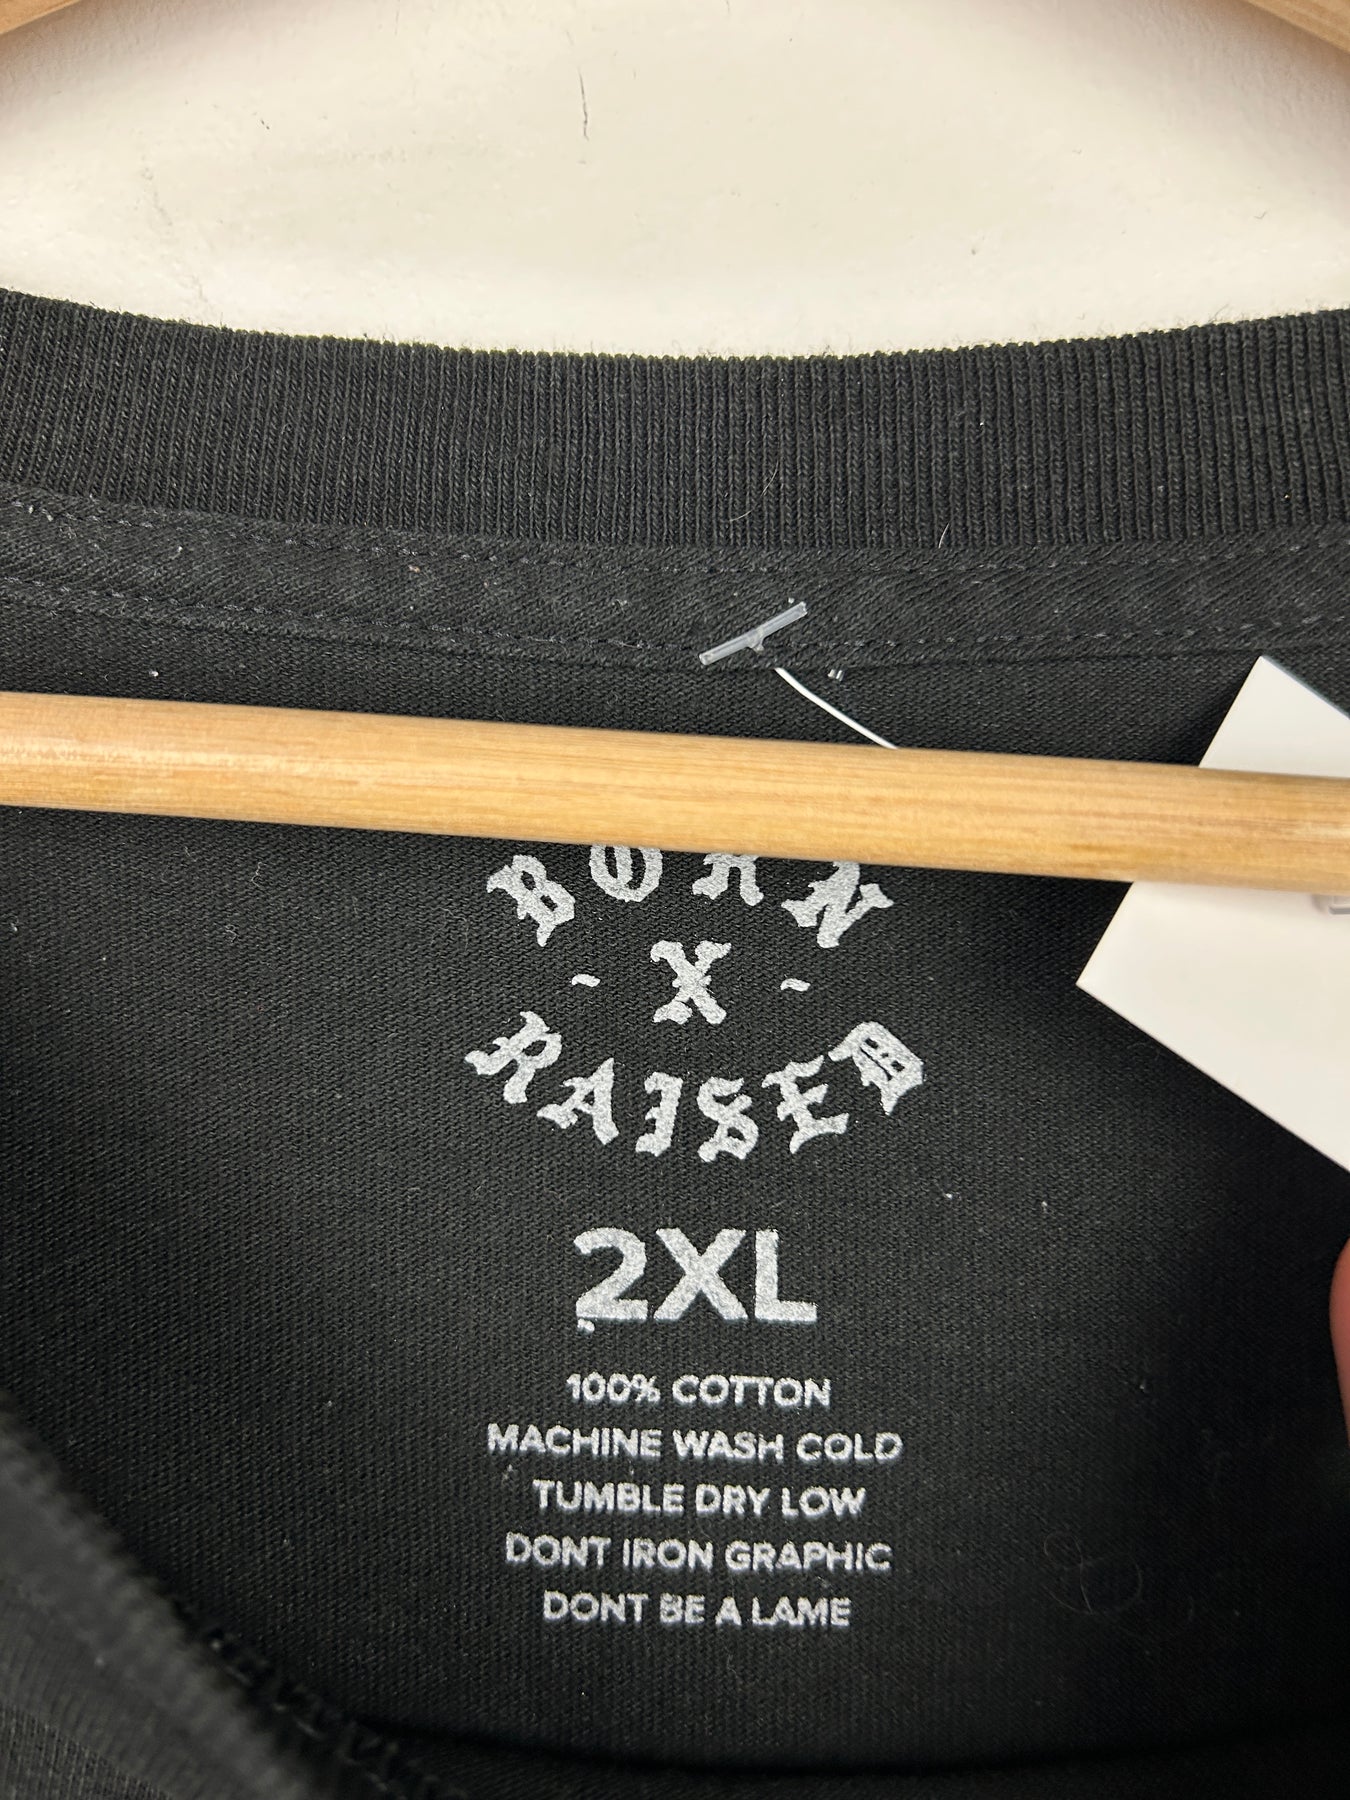 BORN
- X -
RAISED
2XL
100% COTTON
MACHINE WASH COLD
TUMBLE DRY LOW
DONT IRON GRAPHIC
DONT BE A LAME